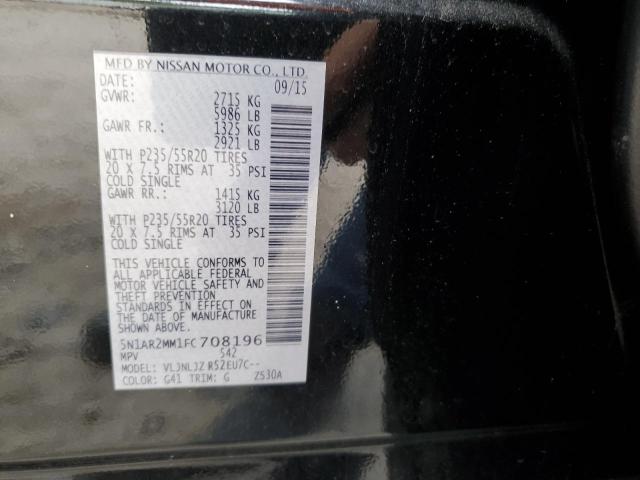 MFD BY NISSAN MOTOR CO., LTD.
DATE: 09/15
GVWR: 2715 KG
5986 LB
GAWR FR.: 1325 KG
2921 LB
WITH P235/55R20 TIRES
20 X 7.5 RIMS AT 35 PSI
COLD SINGLE
GAWR RR.: 1415 KG
3120 LB
WITH P235/55R20 TIRES
20 X 7.5 RIMS AT 35 PSI
COLD SINGLE
THIS VEHICLE CONFORMS TO
ALL APPLICABLE FEDERAL
MOTOR VEHICLE SAFETY AND
THEFT PREVENTION
STANDARDS IN EFFECT ON
THE DATE OF MANUFACTURE
SHOWN ABOVE.
5N1AR2MM1FC708196
MPV 542
MODEL: VLJNLJZ R52EU7C--
COLOR: G41 TRIM: G Z530A